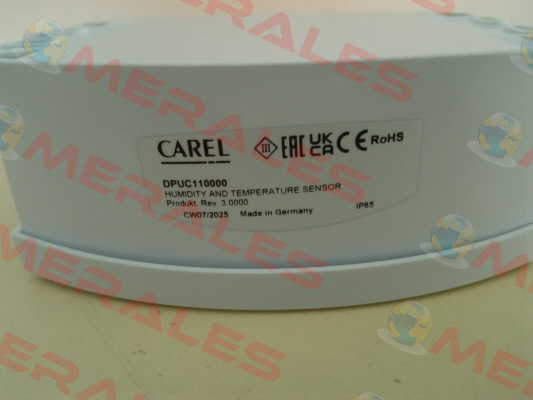 MERALES
CAREL
III EAC UK CA CE RoHS
DPUC110000
HUMIDITY AND TEMPERATURE SENSOR
Produkt. Rev. 3.0000
CW07/2025 Made in Germany IP65
MERALES
MERALES